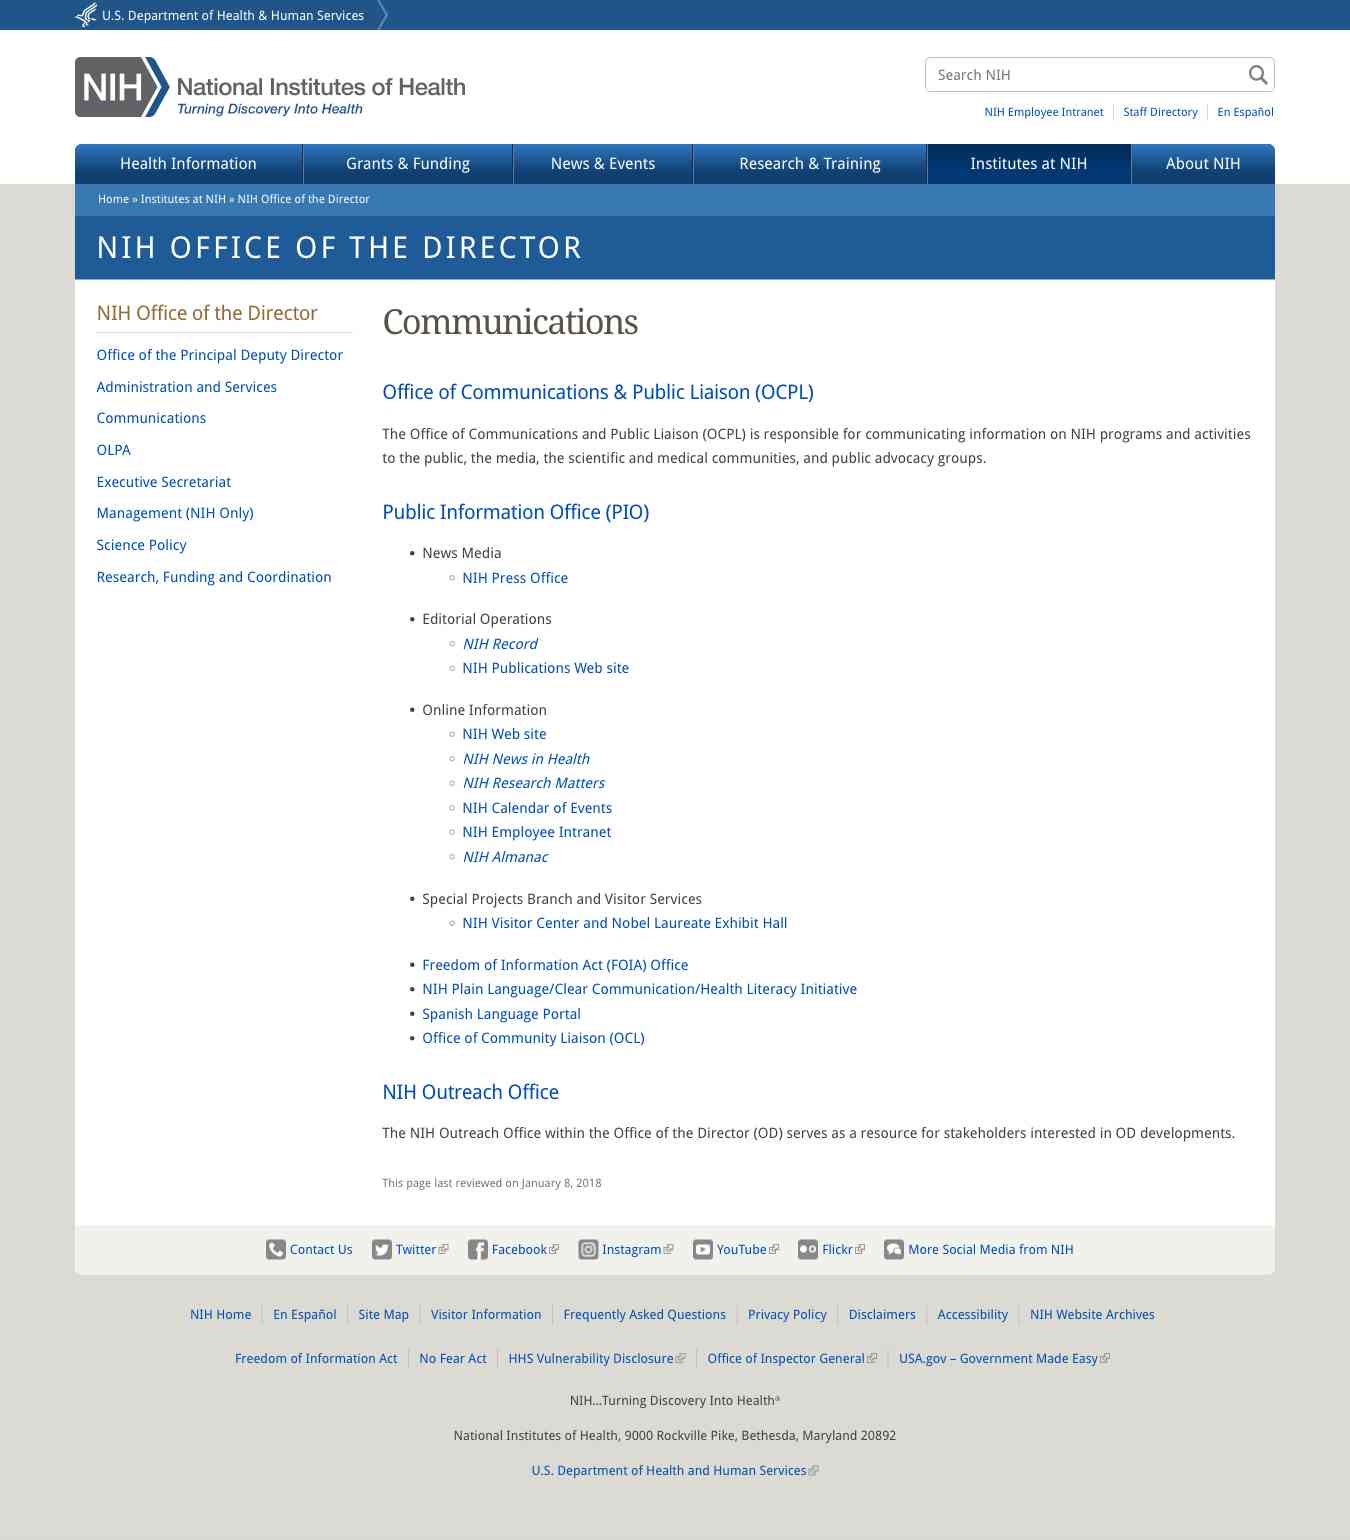 U.S. Department of Health & Human Services
NIH National Institutes of Health
Turning Discovery Into Health
Search NIH
NIH Employee Intranet Staff Directory En Español
Health Information Grants & Funding News & Events Research & Training Institutes at NIH About NIH
Home » Institutes at NIH » NIH Office of the Director
NIH OFFICE OF THE DIRECTOR
NIH Office of the Director
Office of the Principal Deputy Director
Administration and Services
Communications
OLPA
Executive Secretariat
Management (NIH Only)
Science Policy
Research, Funding and Coordination
Communications
Office of Communications & Public Liaison (OCPL)
The Office of Communications and Public Liaison (OCPL) is responsible for communicating information on NIH programs and activities
to the public, the media, the scientific and medical communities, and public advocacy groups.
Public Information Office (PIO)
• News Media
○ NIH Press Office
• Editorial Operations
○ NIH Record
○ NIH Publications Web site
• Online Information
○ NIH Web site
○ NIH News in Health
○ NIH Research Matters
○ NIH Calendar of Events
○ NIH Employee Intranet
○ NIH Almanac
• Special Projects Branch and Visitor Services
○ NIH Visitor Center and Nobel Laureate Exhibit Hall
• Freedom of Information Act (FOIA) Office
• NIH Plain Language/Clear Communication/Health Literacy Initiative
• Spanish Language Portal
• Office of Community Liaison (OCL)
NIH Outreach Office
The NIH Outreach Office within the Office of the Director (OD) serves as a resource for stakeholders interested in OD developments.
This page last reviewed on January 8, 2018
Contact Us Twitter Facebook Instagram YouTube Flickr More Social Media from NIH
NIH Home En Español Site Map Visitor Information Frequently Asked Questions Privacy Policy Disclaimers Accessibility NIH Website Archives
Freedom of Information Act No Fear Act HHS Vulnerability Disclosure Office of Inspector General USA.gov – Government Made Easy
NIH…Turning Discovery Into Health®
National Institutes of Health, 9000 Rockville Pike, Bethesda, Maryland 20892
U.S. Department of Health and Human Services